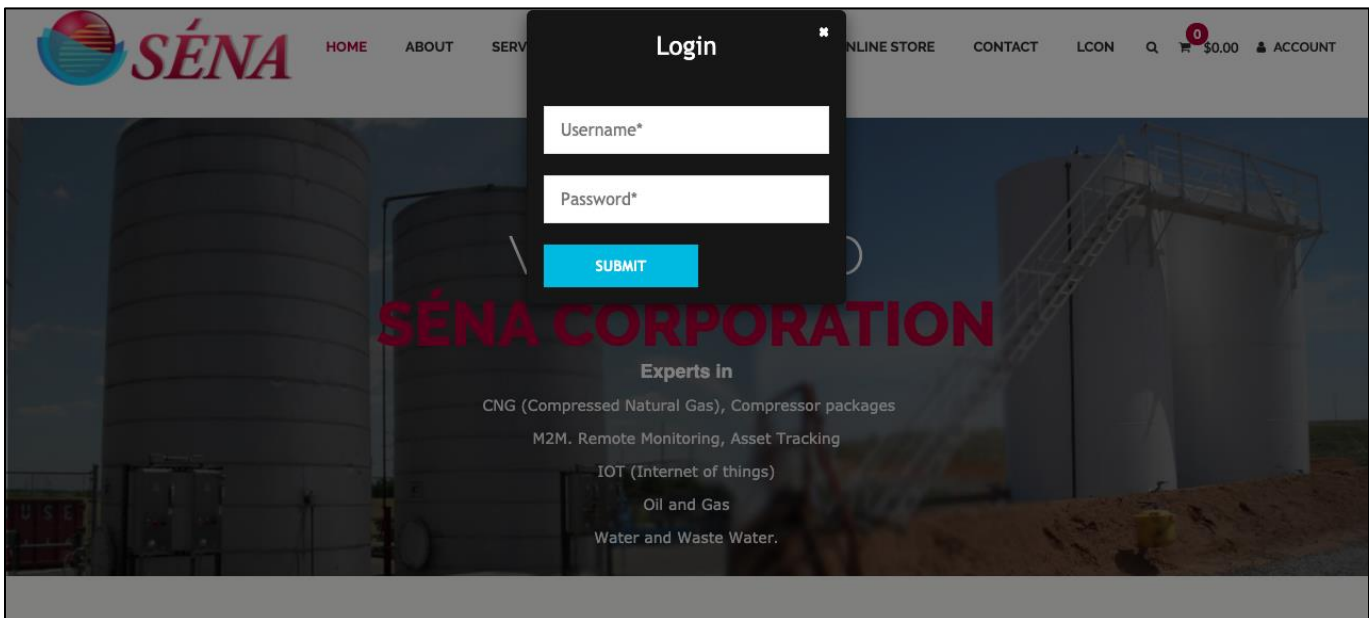 SÉNA
HOME ABOUT SERV NLINE STORE CONTACT LCON 0 $0.00 ACCOUNT
Login
Username*
Password*
SUBMIT
SÉNA CORPORATION
Experts in
CNG (Compressed Natural Gas), Compressor packages
M2M. Remote Monitoring, Asset Tracking
IOT (Internet of things)
Oil and Gas
Water and Waste Water.
USE